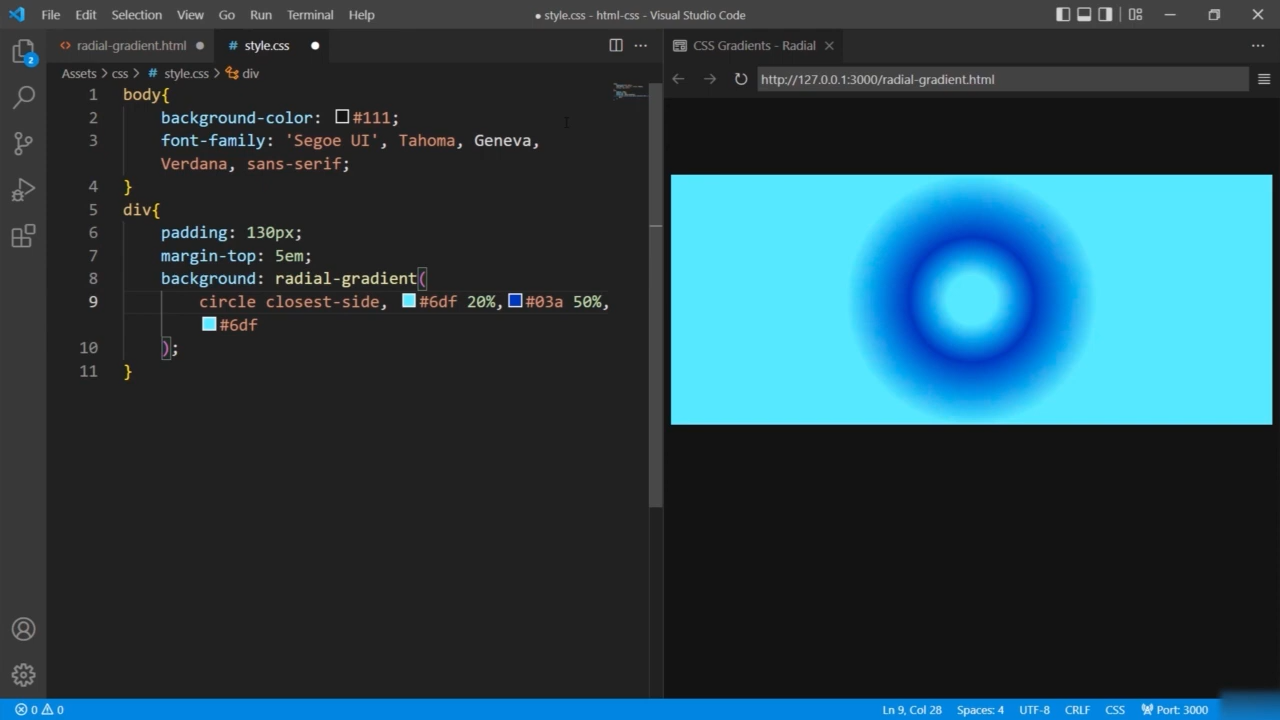 File Edit Selection View Go Run Terminal Help
● style.css - html-css - Visual Studio Code
radial-gradient.html ●
# style.css ●
CSS Gradients - Radial
Assets > css > # style.css > div
http://127.0.0.1:3000/radial-gradient.html
2
1 body{
2 background-color: #111;
3 font-family: 'Segoe UI', Tahoma, Geneva,
Verdana, sans-serif;
4 }
5 div{
6 padding: 130px;
7 margin-top: 5em;
8 background: radial-gradient(
9 circle closest-side, #6df 20%,#03a 50%,
#6df
10 );
11 }
0 0
Ln 9, Col 28 Spaces: 4 UTF-8 CRLF CSS Port: 3000